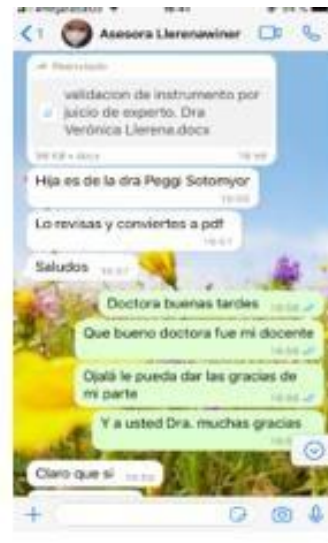 Asesora Llerenawiner
validacion de instrumento por
juicio de experto. Dra
Verónica Llerena.docx
Hija es de la dra Peggi Sotomyor
Lo revisas y conviertes a pdf
Saludos
Doctora buenas tardes
Que bueno doctora fue mi docente
Ojalá le pueda dar las gracias de
mi parte
Y a usted Dra. muchas gracias
Claro que si